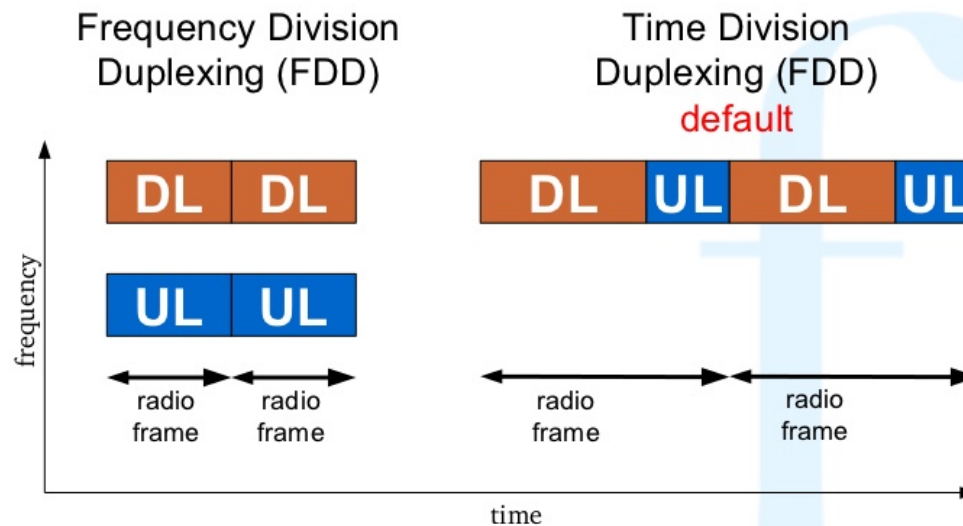 Frequency Division
Duplexing (FDD)
Time Division
Duplexing (FDD)
default
DL DL
DL UL DL UL
UL UL
frequency
radio
frame
radio
frame
radio
frame
radio
frame
time